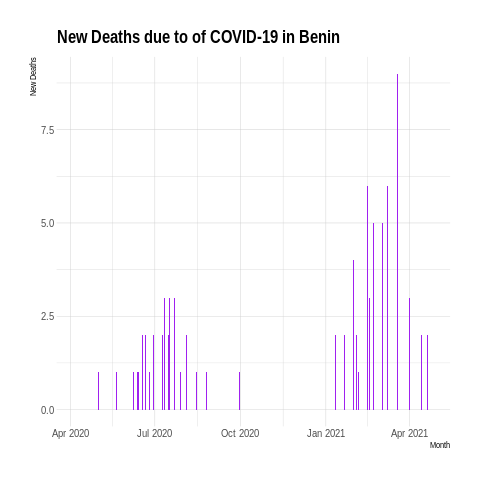 New Deaths due to of COVID-19 in Benin
New Deaths
7.5
5.0
2.5
0.0
Apr 2020 Jul 2020 Oct 2020 Jan 2021 Apr 2021
Month